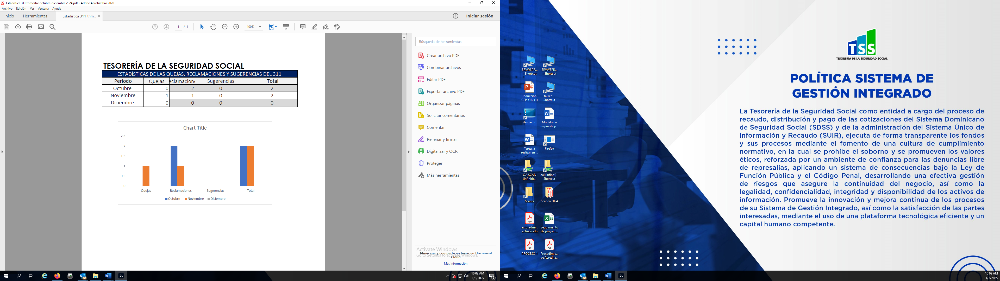 Estadistica 311 trimestre octubre-diciembre 2024.pdf - Adobe Acrobat Pro 2020
Archivo Edición Ver Ventana Ayuda
Inicio Herramientas Estadistica 311 trim... × Iniciar sesión
1 / 1 100%
TESORERÍA DE LA SEGURIDAD SOCIAL
ESTADÍSTICAS DE LAS QUEJAS, RECLAMACIONES Y SUGERENCIAS DEL 311
Período Quejas eclamacion Sugerencias Total
Octubre 0 2 0 2
Noviembre 1 1 0 2
Diciembre 0 0 0 0
Chart Title
2.5
2
1.5
1
0.5
0
Quejas Reclamaciones Sugerencias Total
Octubre Noviembre Diciembre
Búsqueda de herramientas
Crear archivo PDF
Combinar archivos
Editar PDF
Exportar archivo PDF
Organizar páginas
Solicitar comentarios
Comentar
Rellenar y firmar
Digitalizar y OCR
Proteger
Más herramientas
Activate Windows
Go to Settings to activate Windows.
Almacene y comparta archivos en Document
Cloud
Más información
10:02 AM
1/3/2025
6
SRVWSPR... SRVWSPR...
- Shortcut - Shortcut
Inducción falken -
CEP-OAI (1) Shortcut
despacho Modelo de
respuesta p...
Tareas a Firefox
realizar en ...
OAISCAN oai (infiniti) -
(infiniti)... Shortcut
Scaner Scaneo 2024
PDF
acto_admi... Seguimiento
actualizado de proyect...
PDF PDF
PROCESO 1 Procedimie...
de Acredita...
TSS
TESORERÍA DE LA SEGURIDAD SOCIAL
POLÍTICA SISTEMA DE
GESTIÓN INTEGRADO
La Tesorería de la Seguridad Social como entidad a cargo del proceso de
recaudo, distribución y pago de las cotizaciones del Sistema Dominicano
de Seguridad Social (SDSS) y de la administración del Sistema Único de
Información y Recaudo (SUIR), ejecuta de forma transparente los fondos
y sus procesos mediante el fomento de una cultura de cumplimiento
normativo, en la cual se prohíbe el soborno y se promueven los valores
éticos, reforzada por un ambiente de confianza para las denuncias libre
de represalias, aplicando un sistema de consecuencias bajo la Ley de
Función Pública y el Código Penal, desarrollando una efectiva gestión
de riesgos que asegure la continuidad del negocio, así como la
legalidad, confidencialidad, integridad y disponibilidad de los activos de
información. Promueve la innovación y mejora continua de los procesos
de su Sistema de Gestión Integrado, así como la satisfacción de las partes
interesadas, mediante el uso de una plataforma tecnológica eficiente y un
capital humano competente.
10:02 AM
1/3/2025